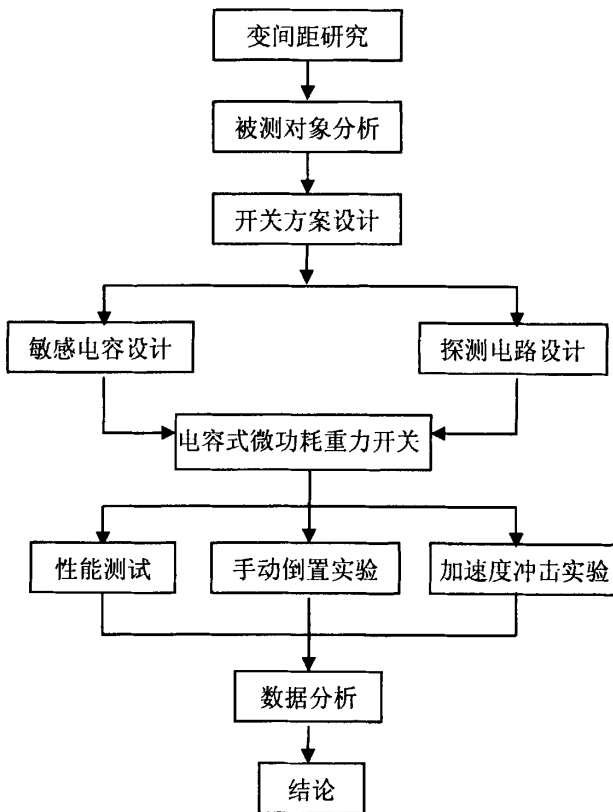 变间距研究
被测对象分析
开关方案设计
敏感电容设计
探测电路设计
电容式微功耗重力开关
性能测试
手动倒置实验
加速度冲击实验
数据分析
结论